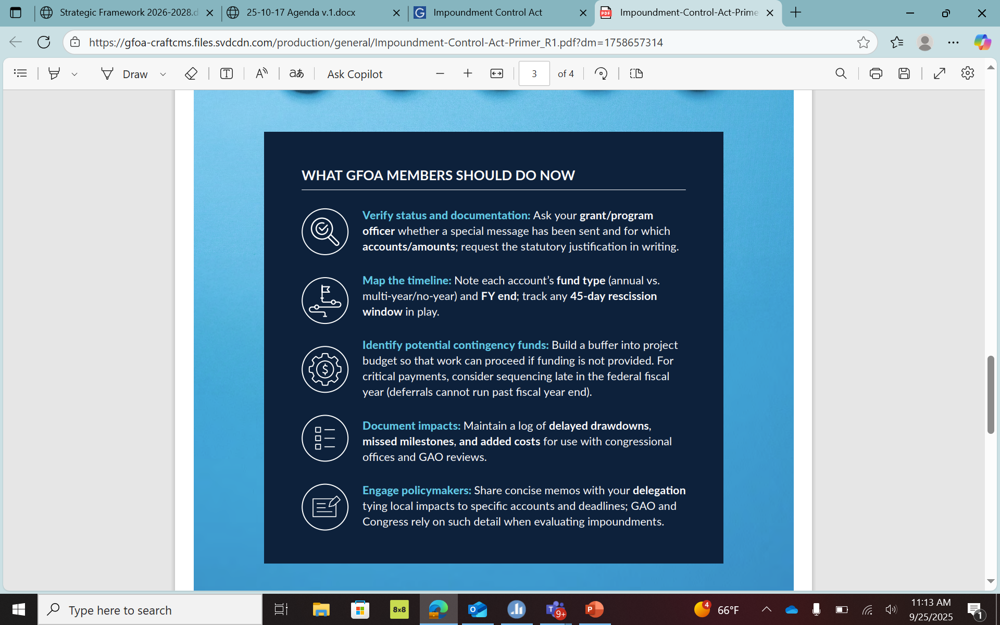 Strategic Framework 2026-2028.d
25-10-17 Agenda v.1.docx
Impoundment Control Act
Impoundment-Control-Act-Prime
https://gfoa-craftcms.files.svdcdn.com/production/general/Impoundment-Control-Act-Primer_R1.pdf?dm=1758657314
Draw
Ask Copilot
3 of 4
WHAT GFOA MEMBERS SHOULD DO NOW
Verify status and documentation: Ask your grant/program
officer whether a special message has been sent and for which
accounts/amounts; request the statutory justification in writing.
Map the timeline: Note each account’s fund type (annual vs.
multi-year/no-year) and FY end; track any 45-day rescission
window in play.
Identify potential contingency funds: Build a buffer into project
budget so that work can proceed if funding is not provided. For
critical payments, consider sequencing late in the federal fiscal
year (deferrals cannot run past fiscal year end).
Document impacts: Maintain a log of delayed drawdowns,
missed milestones, and added costs for use with congressional
offices and GAO reviews.
Engage policymakers: Share concise memos with your delegation
tying local impacts to specific accounts and deadlines; GAO and
Congress rely on such detail when evaluating impoundments.
Type here to search
8x8
9+
4
66°F
11:13 AM
9/25/2025
1